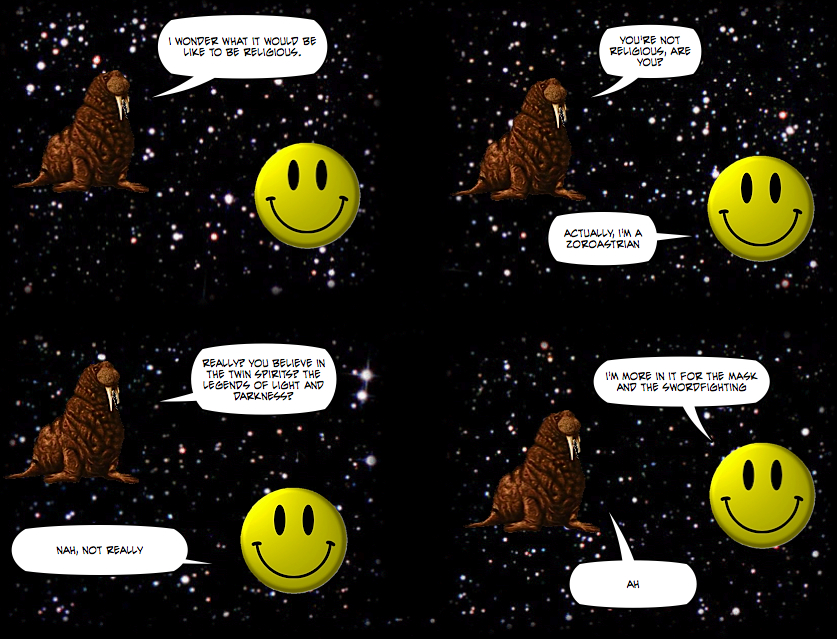 I WONDER WHAT IT WOULD BE
LIKE TO BE RELIGIOUS.
YOU'RE NOT
RELIGIOUS, ARE
YOU?
ACTUALLY, I'M A
ZOROASTRIAN
REALLY? YOU BELIEVE IN
THE TWIN SPIRITS? THE
LEGENDS OF LIGHT AND
DARKNESS?
NAH, NOT REALLY
I'M MORE IN IT FOR THE MASK
AND THE SWORDFIGHTING
AH